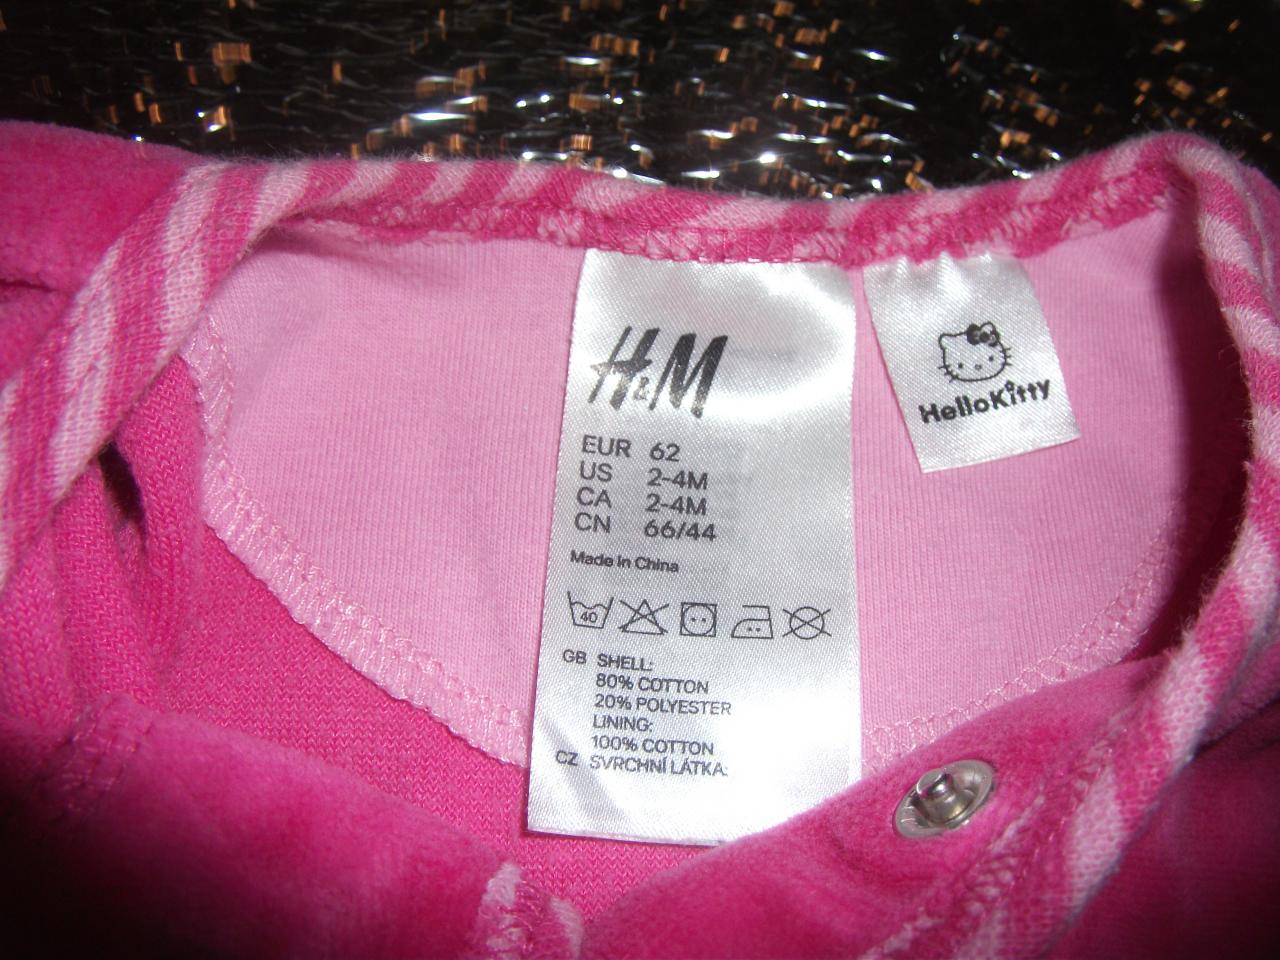 H&M
EUR 62
US 2-4M
CA 2-4M
CN 66/44
Made in China
40
GB SHELL:
80% COTTON
20% POLYESTER
LINING:
100% COTTON
CZ SVRCHNÍ LÁTKA:
HelloKitty